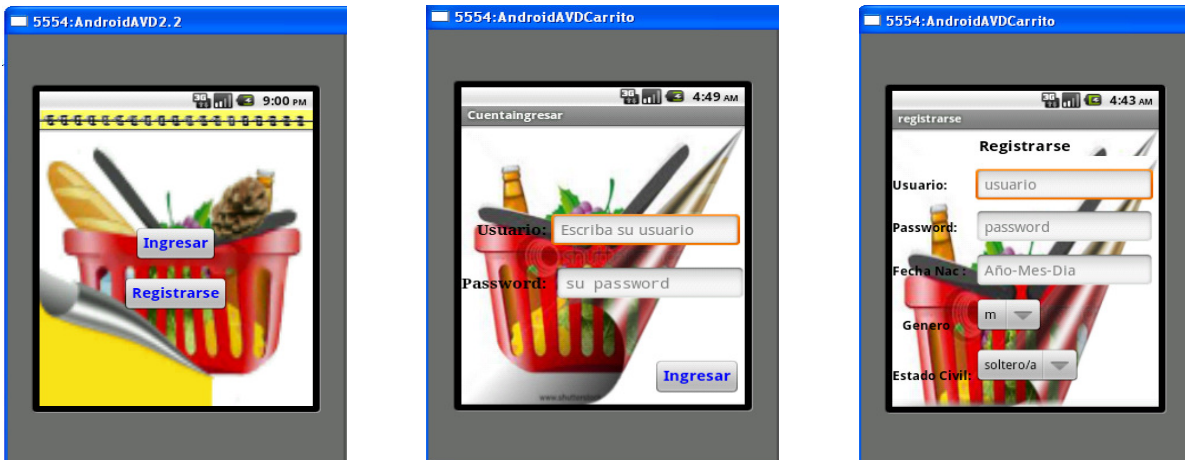 5554:AndroidAVD2.2
3G
9:00 PM
Ingresar
Registrarse
5554:AndroidAVDCarrito
3G
4:49 AM
Cuentaingresar
Usuario: Escriba su usuario
Password: su password
Ingresar
5554:AndroidAVDCarrito
3G
4:43 AM
registrarse
Registrarse
Usuario: usuario
Password: password
Fecha Nac: Año-Mes-Dia
Genero m
Estado Civil: soltero/a